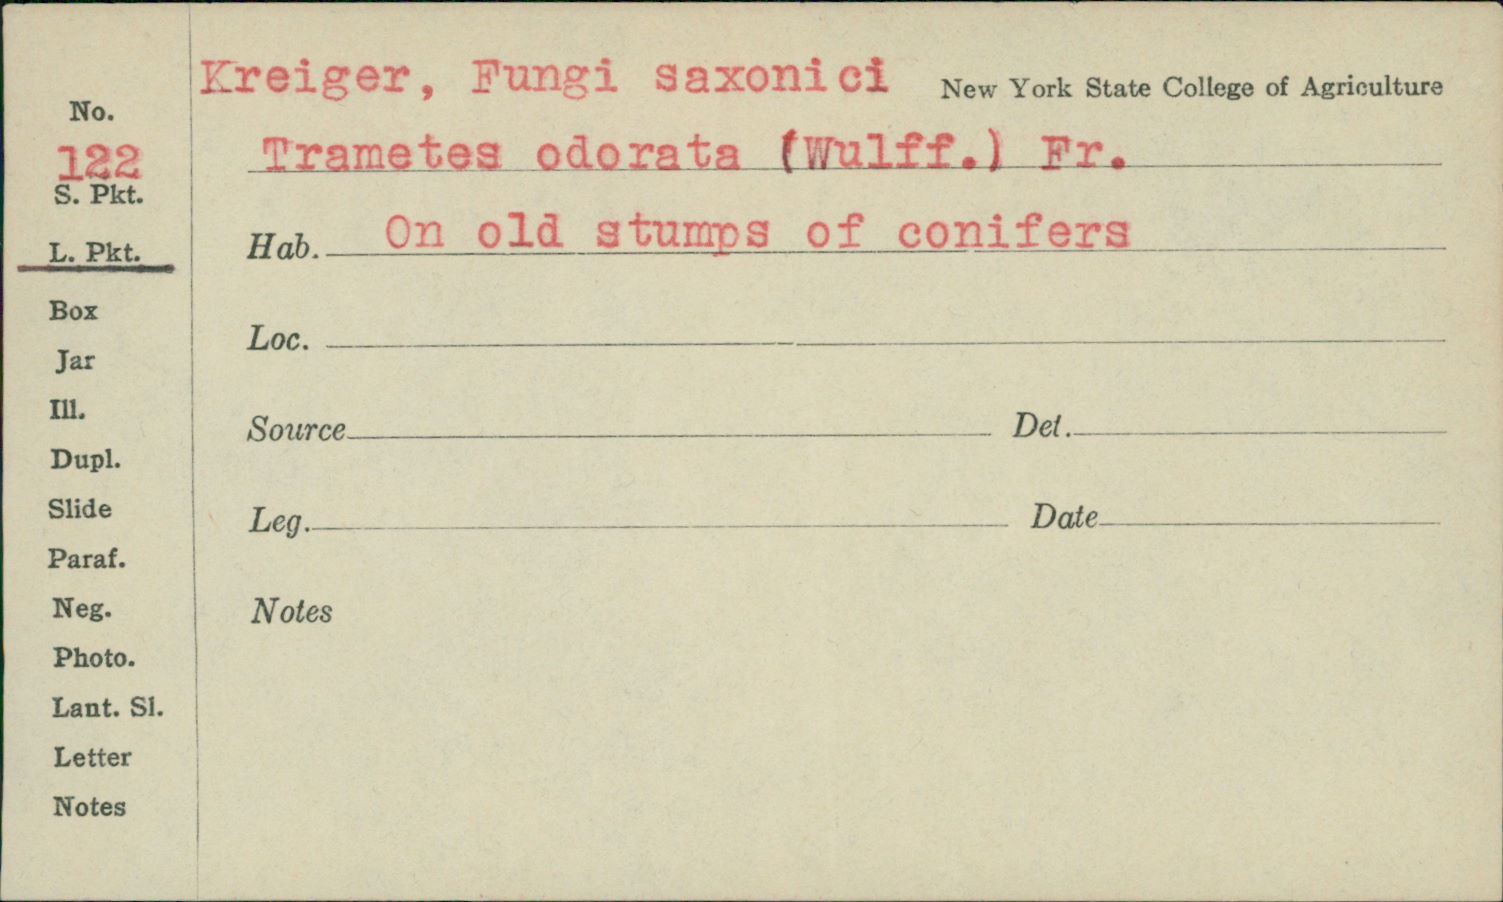 Kreiger, Fungi saxonici New York State College of Agriculture
No.
122
Trametes odorata (Wulff.) Fr.
S. Pkt.
L. Pkt.
Hab. On old stumps of conifers
Box
Loc.
Jar
Ill.
Source Det.
Dupl.
Slide
Leg. Date
Paraf.
Neg.
Notes
Photo.
Lant. Sl.
Letter
Notes